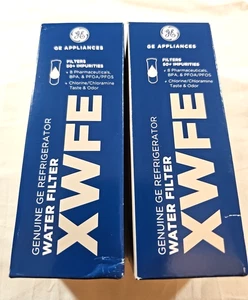 GE APPLIANCES
FILTERS
50+ IMPURITIES
+ 8 Pharmaceuticals,
BPA, & PFOA/PFOS
+ Chlorine/Chloramine
Taste & Odor
GENUINE GE REFRIGERATOR
WATER FILTER
XWFE
GE APPLIANCES
FILTERS
50+ IMPURITIES
+ 8 Pharmaceuticals,
BPA, & PFOA/PFOS
+ Chlorine/Chloramine
Taste & Odor
GENUINE GE REFRIGERATOR
WATER FILTER
XWFE